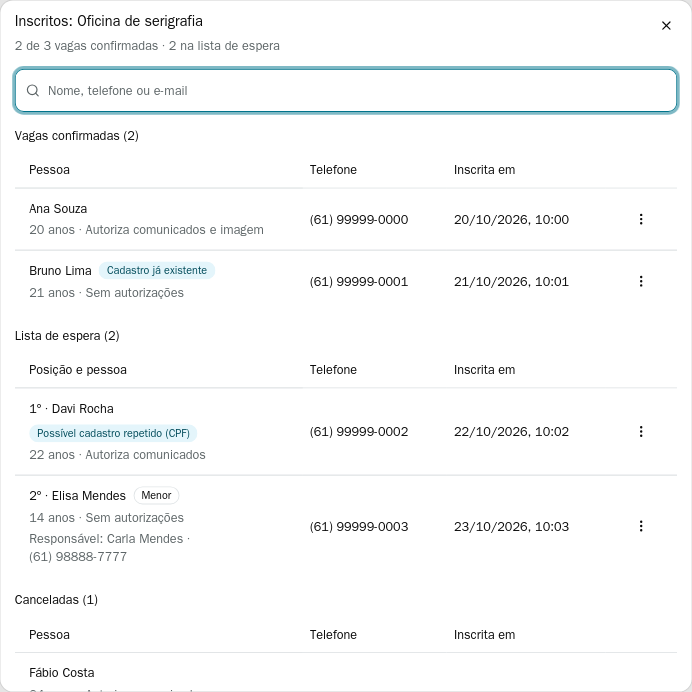 Inscritos: Oficina de serigrafia
2 de 3 vagas confirmadas · 2 na lista de espera
Nome, telefone ou e-mail
Vagas confirmadas (2)
Pessoa Telefone Inscrita em
Ana Souza
20 anos · Autoriza comunicados e imagem (61) 99999-0000 20/10/2026, 10:00
Bruno Lima Cadastro já existente
21 anos · Sem autorizações (61) 99999-0001 21/10/2026, 10:01
Lista de espera (2)
Posição e pessoa Telefone Inscrita em
1º · Davi Rocha
Possível cadastro repetido (CPF) (61) 99999-0002 22/10/2026, 10:02
22 anos · Autoriza comunicados
2º · Elisa Mendes Menor
14 anos · Sem autorizações (61) 99999-0003 23/10/2026, 10:03
Responsável: Carla Mendes ·
(61) 98888-7777
Canceladas (1)
Pessoa Telefone Inscrita em
Fábio Costa